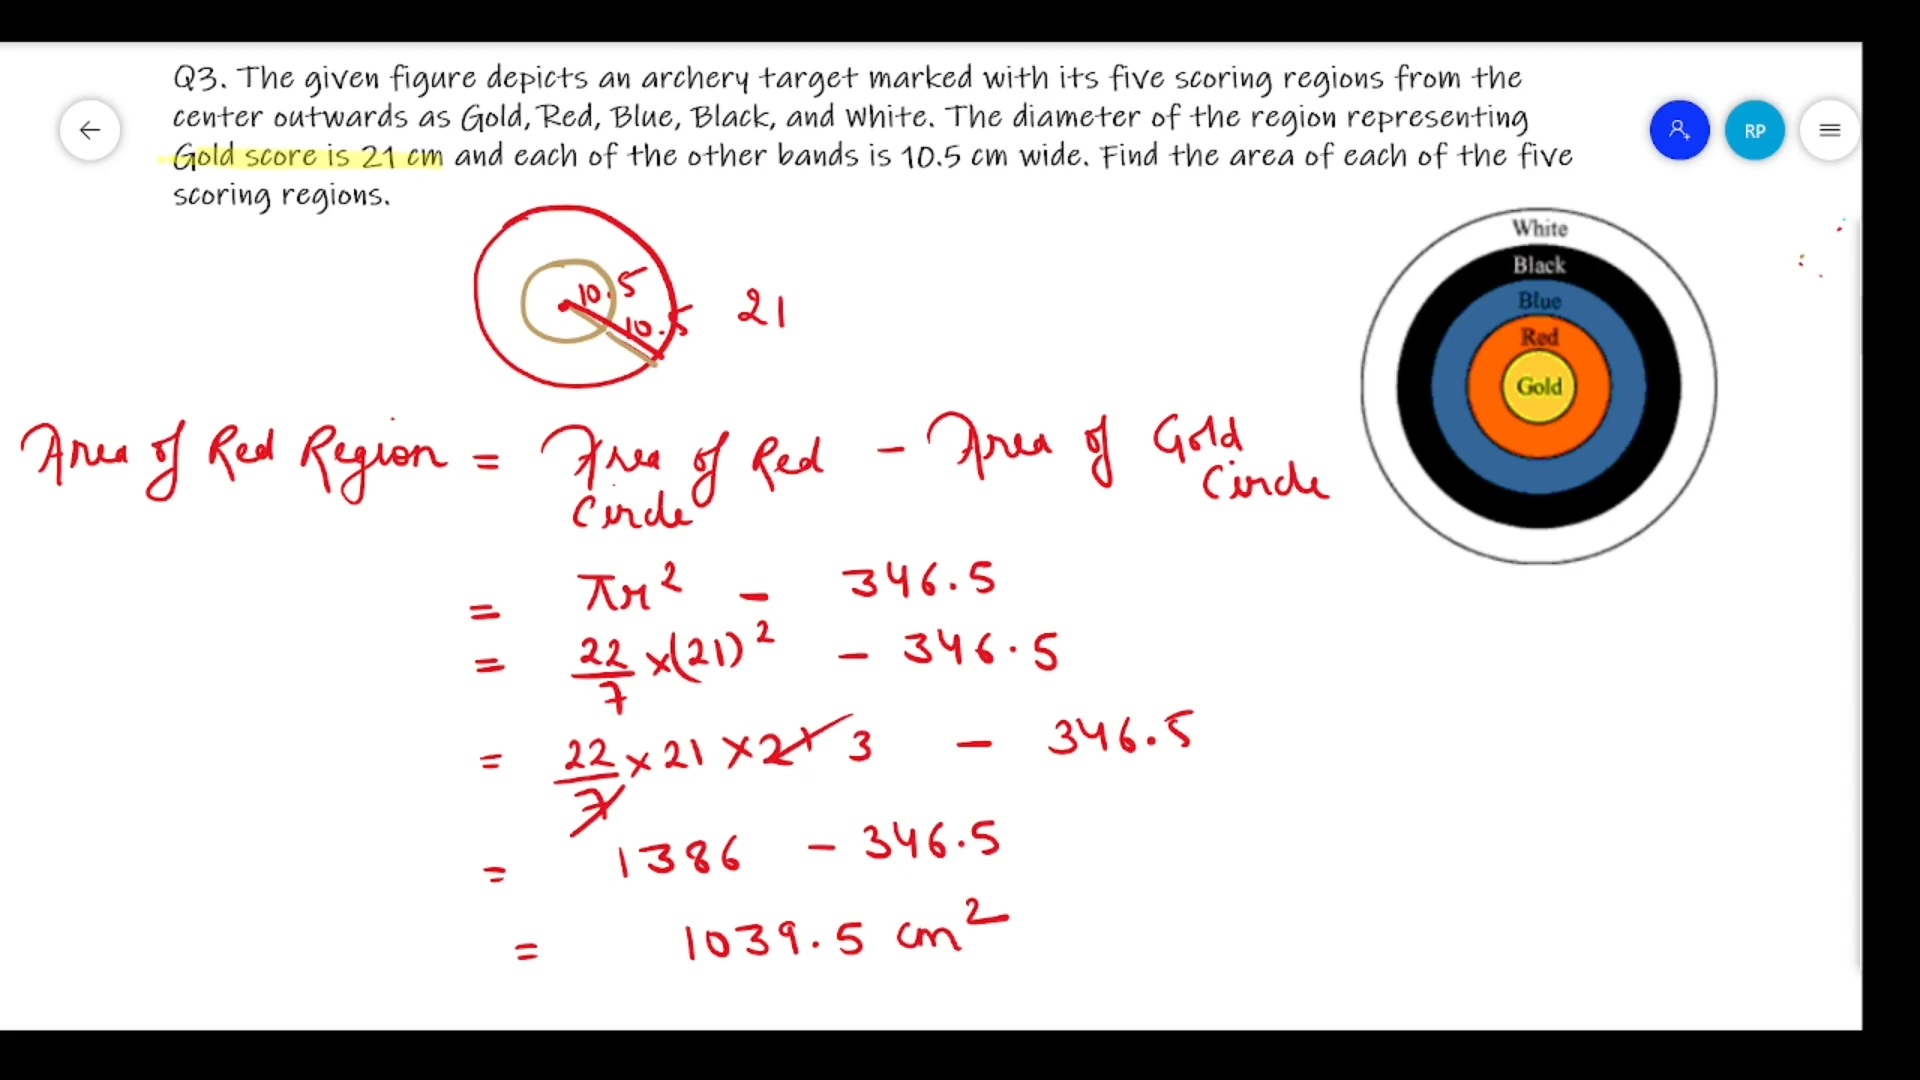 Q3. The given figure depicts an archery target marked with its five scoring regions from the
center outwards as Gold, Red, Blue, Black, and White. The diameter of the region representing
Gold score is 21 cm and each of the other bands is 10.5 cm wide. Find the area of each of the five
scoring regions.
RP
10.5
10.5
21
White
Black
Blue
Red
Gold
Area of Red Region = Area of Red Circle - Area of Gold Circle
= πr² - 346.5
= 22/7 ×(21)² - 346.5
= 22/7 × 21 × 21 3 - 346.5
= 1386 - 346.5
= 1039.5 cm²